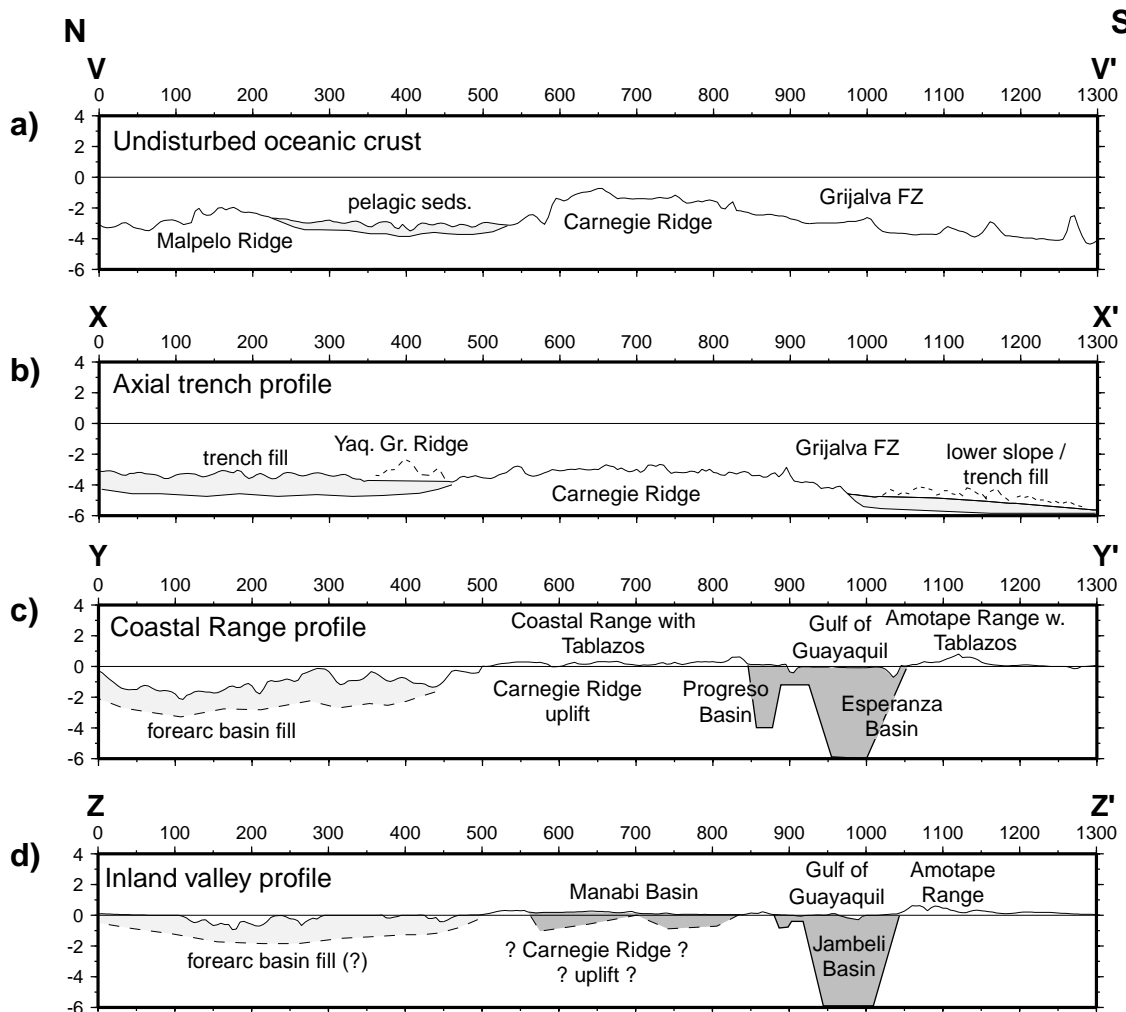 N S
V V'
0 100 200 300 400 500 600 700 800 900 1000 1100 1200 1300
a)
4
2
0
-2
-4
-6
Undisturbed oceanic crust
pelagic seds.
Malpelo Ridge
Carnegie Ridge
Grijalva FZ
X X'
0 100 200 300 400 500 600 700 800 900 1000 1100 1200 1300
b)
4
2
0
-2
-4
-6
Axial trench profile
trench fill
Yaq. Gr. Ridge
Carnegie Ridge
Grijalva FZ
lower slope /
trench fill
Y Y'
0 100 200 300 400 500 600 700 800 900 1000 1100 1200 1300
c)
4
2
0
-2
-4
-6
Coastal Range profile
Coastal Range with
Tablazos
Gulf of
Guayaquil
Amotape Range w.
Tablazos
forearc basin fill
Carnegie Ridge
uplift
Progreso
Basin
Esperanza
Basin
Z Z'
0 100 200 300 400 500 600 700 800 900 1000 1100 1200 1300
d)
4
2
0
-2
-4
-6
Inland valley profile
Manabi Basin
Gulf of
Guayaquil
Amotape
Range
forearc basin fill (?)
? Carnegie Ridge ?
? uplift ?
Jambeli
Basin